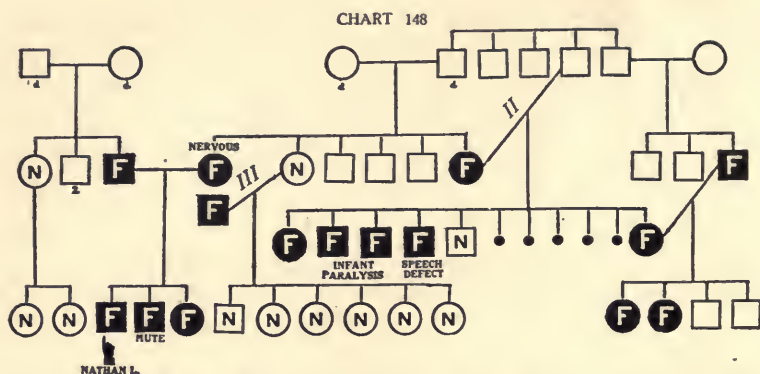 CHART 148
d d d d
II
NERVOUS
N F F N F F
2
III
F
F F F F N F
INFANT SPEECH
PARALYSIS DEFECT
N N F F F N N N N N N F F
MUTE
NATHAN L.